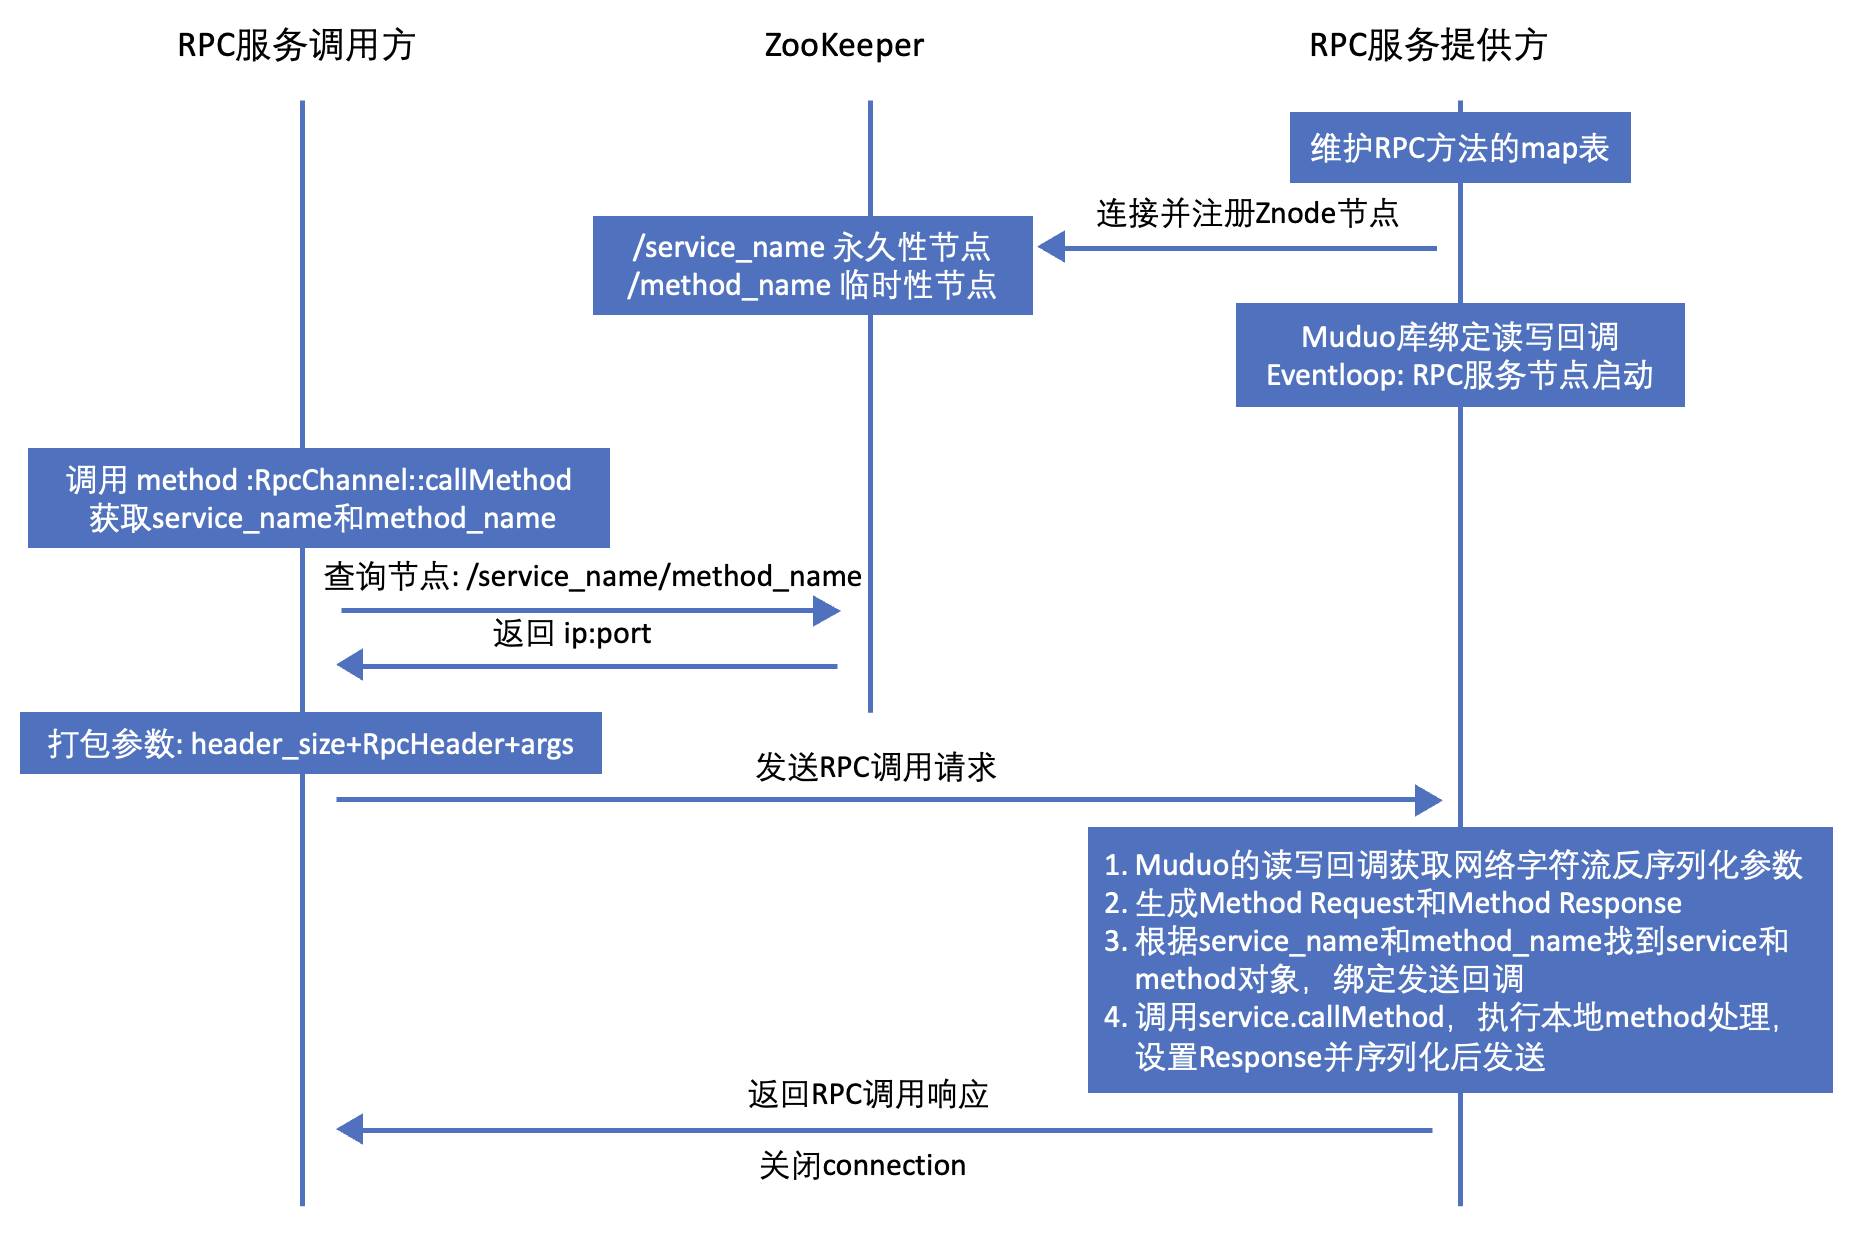 RPC服务调用方
ZooKeeper
RPC服务提供方
维护RPC方法的map表
连接并注册Znode节点
/service_name 永久性节点
/method_name 临时性节点
Muduo库绑定读写回调
Eventloop: RPC服务节点启动
调用 method :RpcChannel::callMethod
获取service_name和method_name
查询节点: /service_name/method_name
返回 ip:port
打包参数: header_size+RpcHeader+args
发送RPC调用请求
1. Muduo的读写回调获取网络字符流反序列化参数
2. 生成Method Request和Method Response
3. 根据service_name和method_name找到service和
method对象，绑定发送回调
4. 调用service.callMethod，执行本地method处理，
设置Response并序列化后发送
返回RPC调用响应
关闭connection